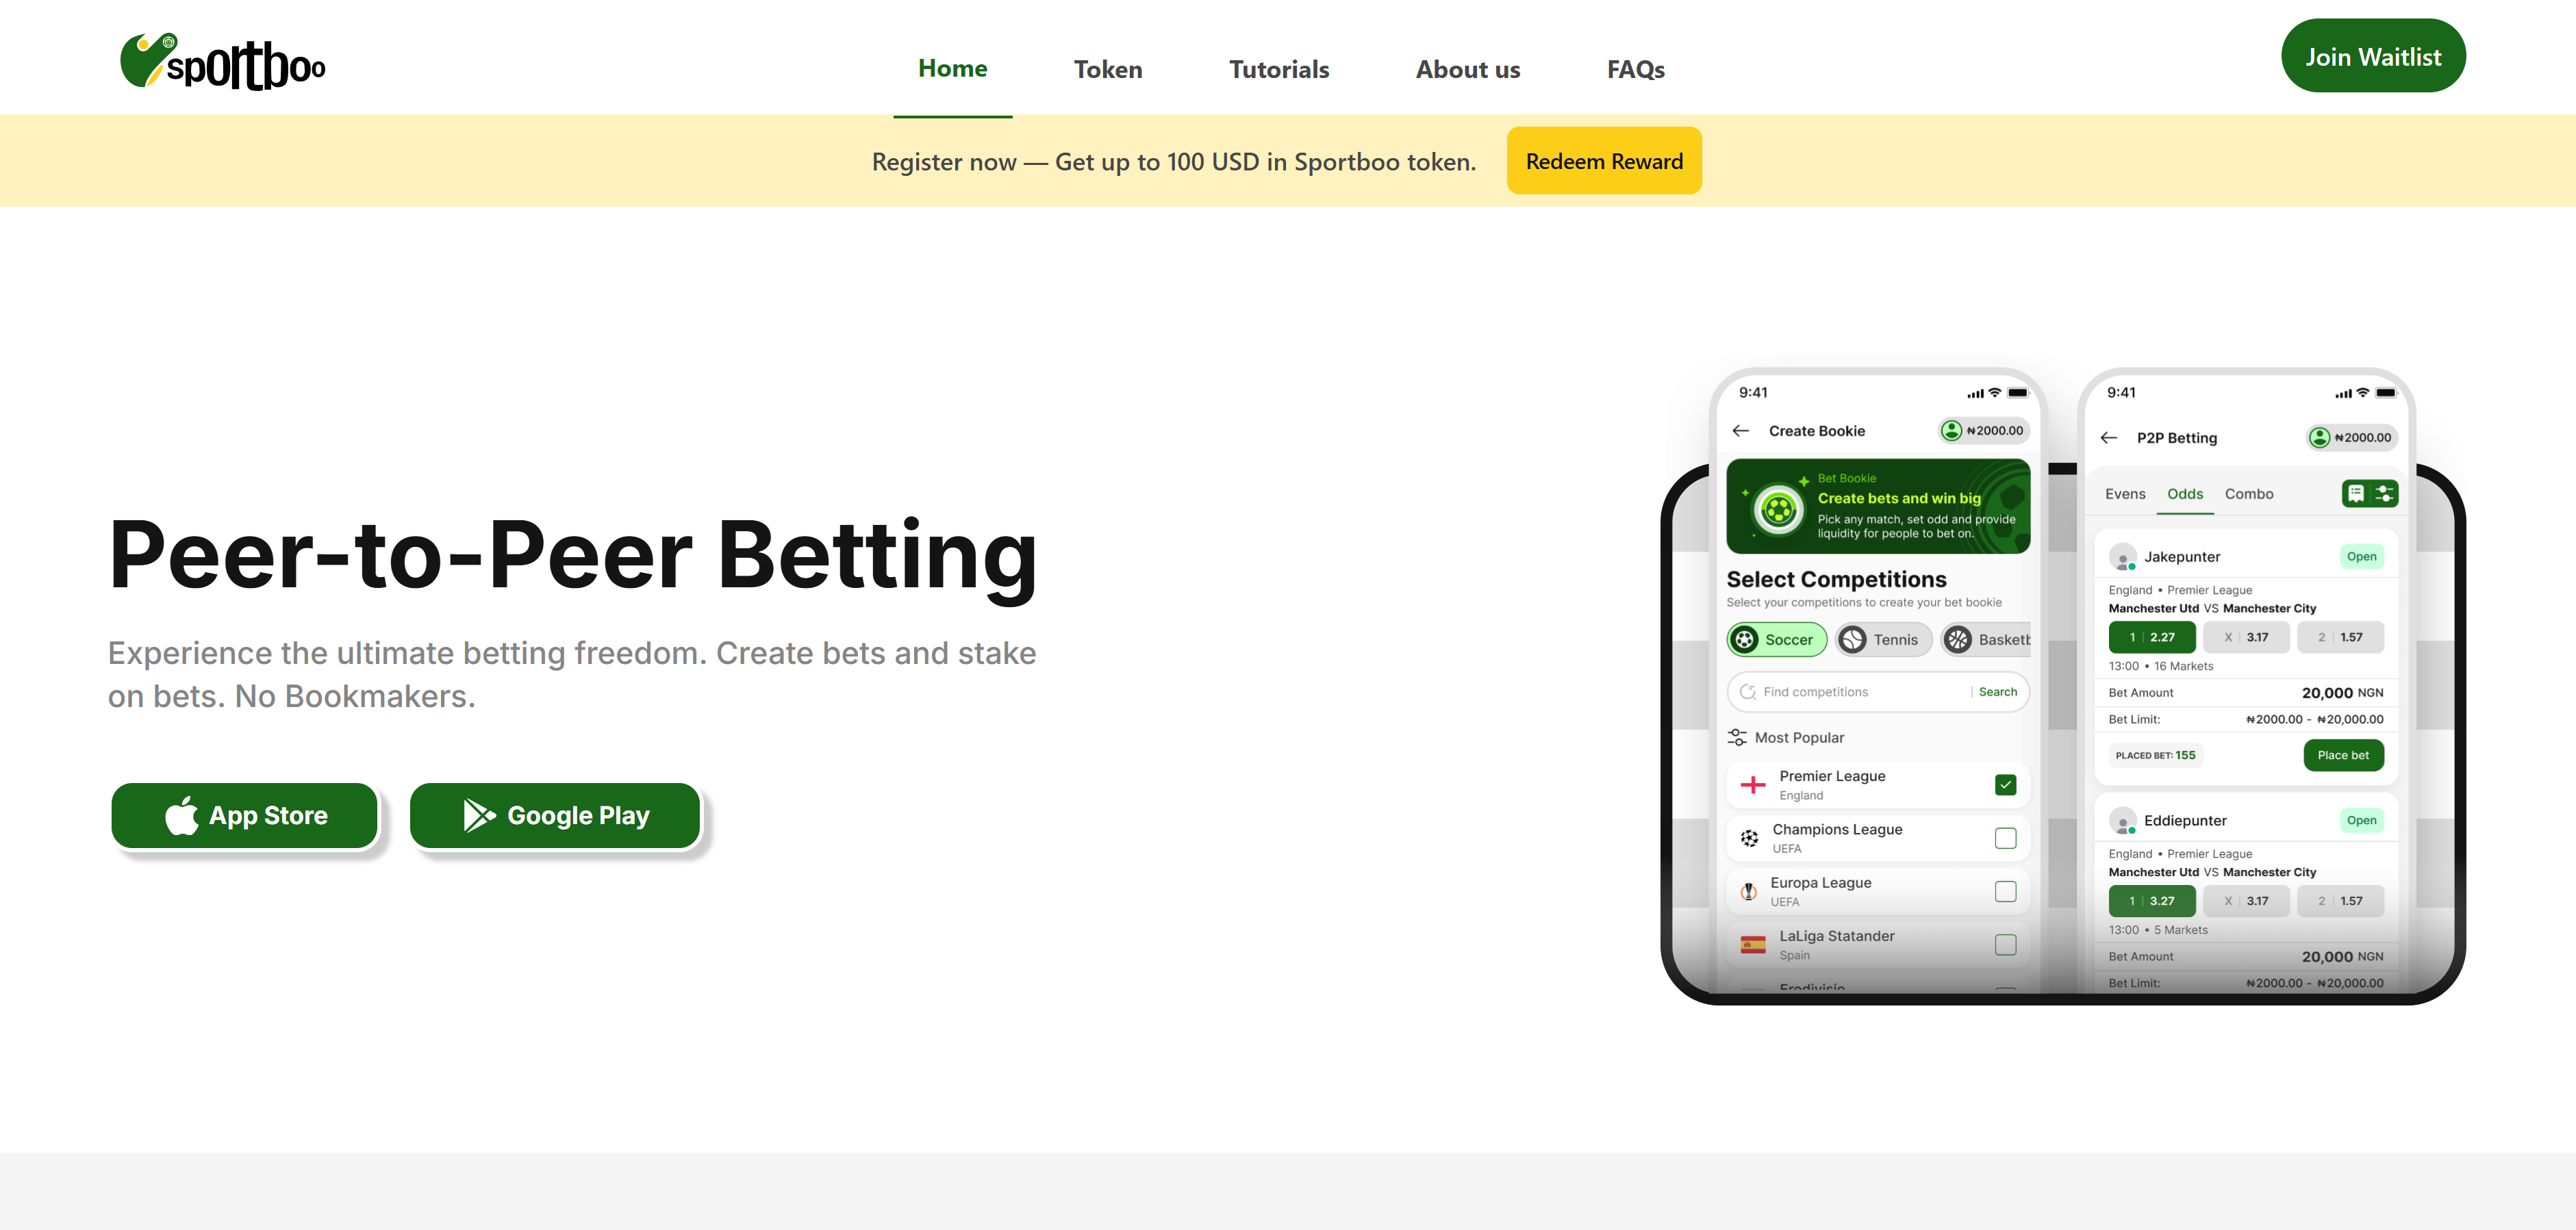 sportboo
Home
Token
Tutorials
About us
FAQs
Join Waitlist
Register now — Get up to 100 USD in Sportboo token.
Redeem Reward
Peer-to-Peer Betting
Experience the ultimate betting freedom. Create bets and stake
on bets. No Bookmakers.
App Store
Google Play
9:41
Create Bookie
₦2000.00
Bet Bookie
Create bets and win big
Pick any match, set odd and provide
liquidity for people to bet on.
Select Competitions
Select your competitions to create your bet bookie
Soccer
Tennis
Basketb
Find competitions
Search
Most Popular
Premier League
England
Champions League
UEFA
Europa League
UEFA
LaLiga Statander
Spain
9:41
P2P Betting
₦2000.00
Evens
Odds
Combo
Jakepunter
Open
England • Premier League
Manchester Utd VS Manchester City
1 | 2.27
X | 3.17
2 | 1.57
13:00 • 16 Markets
Bet Amount
20,000 NGN
Bet Limit:
₦2000.00 - ₦20,000.00
PLACED BET: 155
Place bet
Eddiepunter
Open
England • Premier League
Manchester Utd VS Manchester City
1 | 3.27
X | 3.17
2 | 1.57
13:00 • 5 Markets
Bet Amount
20,000 NGN
Bet Limit:
₦2000.00 - ₦20,000.00